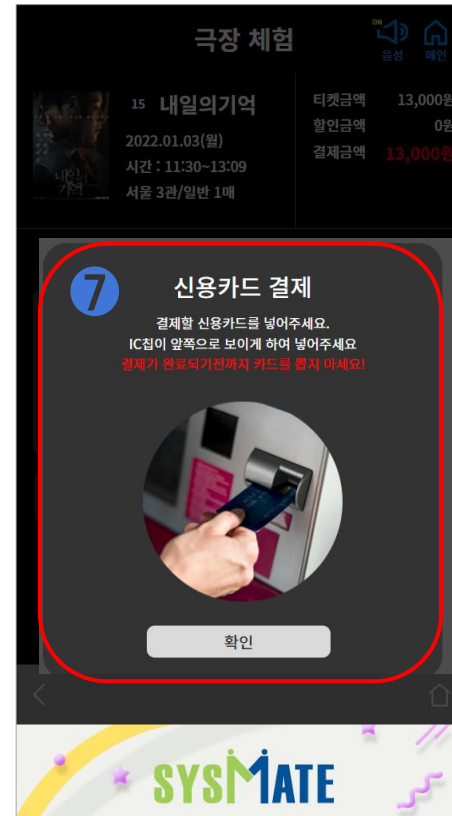 극장 체험
ON
음성
메인
15 내일의기억
2022.01.03(월)
시간 : 11:30~13:09
서울 3관/일반 1매
티켓금액 13,000원
할인금액 0원
결제금액 13,000원
내일의
기억
7
신용카드 결제
결제할 신용카드를 넣어주세요.
IC칩이 앞쪽으로 보이게 하여 넣어주세요
결제가 완료되기전까지 카드를 뽑지 마세요!
확인
SYSMATE